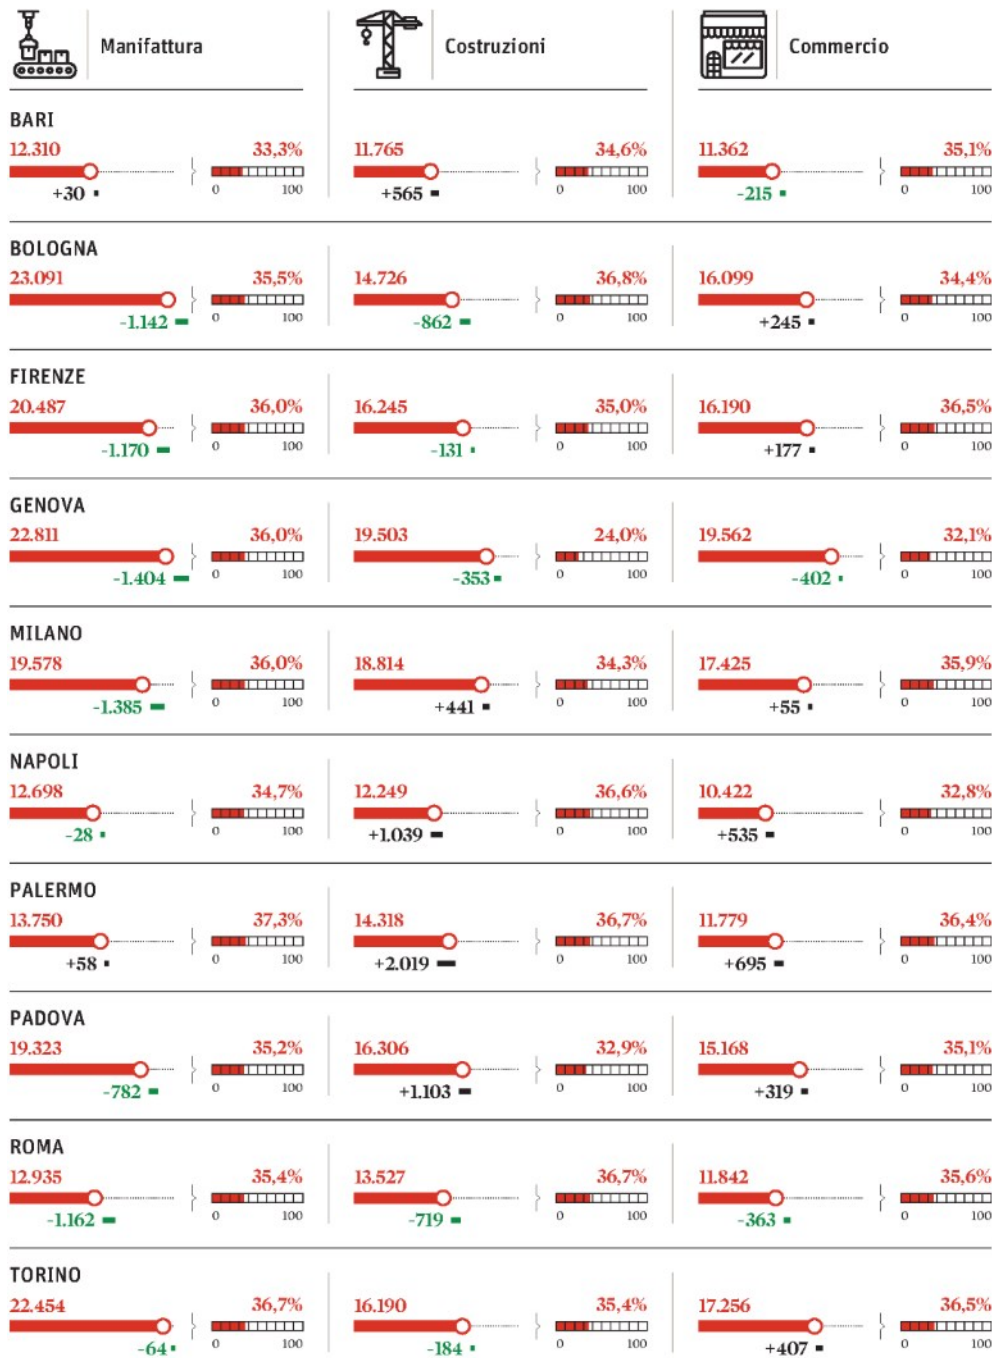 Manifattura Costruzioni Commercio
BARI
12.310 33,3% 11.765 34,6% 11.362 35,1%
+30 0 100 +565 0 100 -215 0 100
BOLOGNA
23.091 35,5% 14.726 36,8% 16.099 34,4%
-1.142 0 100 -862 0 100 +245 0 100
FIRENZE
20.487 36,0% 16.245 35,0% 16.190 36,5%
-1.170 0 100 -131 0 100 +177 0 100
GENOVA
22.811 36,0% 19.503 24,0% 19.562 32,1%
-1.404 0 100 -353 0 100 -402 0 100
MILANO
19.578 36,0% 18.814 34,3% 17.425 35,9%
-1.385 0 100 +441 0 100 +55 0 100
NAPOLI
12.698 34,7% 12.249 36,6% 10.422 32,8%
-28 0 100 +1.039 0 100 +535 0 100
PALERMO
13.750 37,3% 14.318 36,7% 11.779 36,4%
+58 0 100 +2.019 0 100 +695 0 100
PADOVA
19.323 35,2% 16.306 32,9% 15.168 35,1%
-782 0 100 +1.103 0 100 +319 0 100
ROMA
12.935 35,4% 13.527 36,7% 11.842 35,6%
-1.162 0 100 -719 0 100 -363 0 100
TORINO
22.454 36,7% 16.190 35,4% 17.256 36,5%
-64 0 100 -184 0 100 +407 0 100